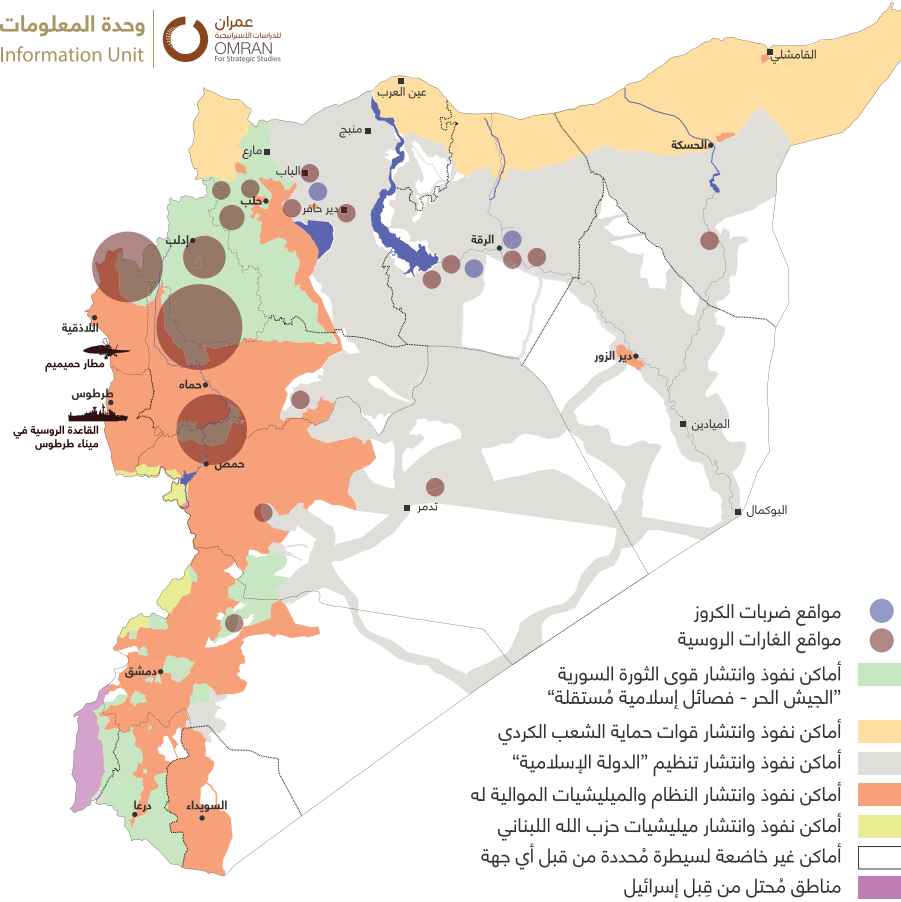 وحدة المعلومات
Information Unit
عمران
للدراسات الاستراتيجية
OMRAN
For Strategic Studies
القامشلي
عين العرب
منبج
الحسكة
مارع
الباب
حلب
دير حافر
إدلب
الرقة
اللاذقية
مطار حميميم
دير الزور
حماه
طرطوس
القاعدة الروسية في
ميناء طرطوس
الميادين
حمص
تدمر
البوكمال
دمشق
درعا
السويداء
مواقع ضربات الكروز
مواقع الغارات الروسية
أماكن نفوذ وانتشار قوى الثورة السورية
"الجيش الحر - فصائل إسلامية مُستقلة"
أماكن نفوذ وانتشار قوات حماية الشعب الكردي
أماكن نفوذ وانتشار تنظيم "الدولة الإسلامية"
أماكن نفوذ وانتشار النظام والميليشيات الموالية له
أماكن نفوذ وانتشار ميليشيات حزب الله اللبناني
أماكن غير خاضعة لسيطرة مُحددة من قبل أي جهة
مناطق مُحتل من قِبل إسرائيل